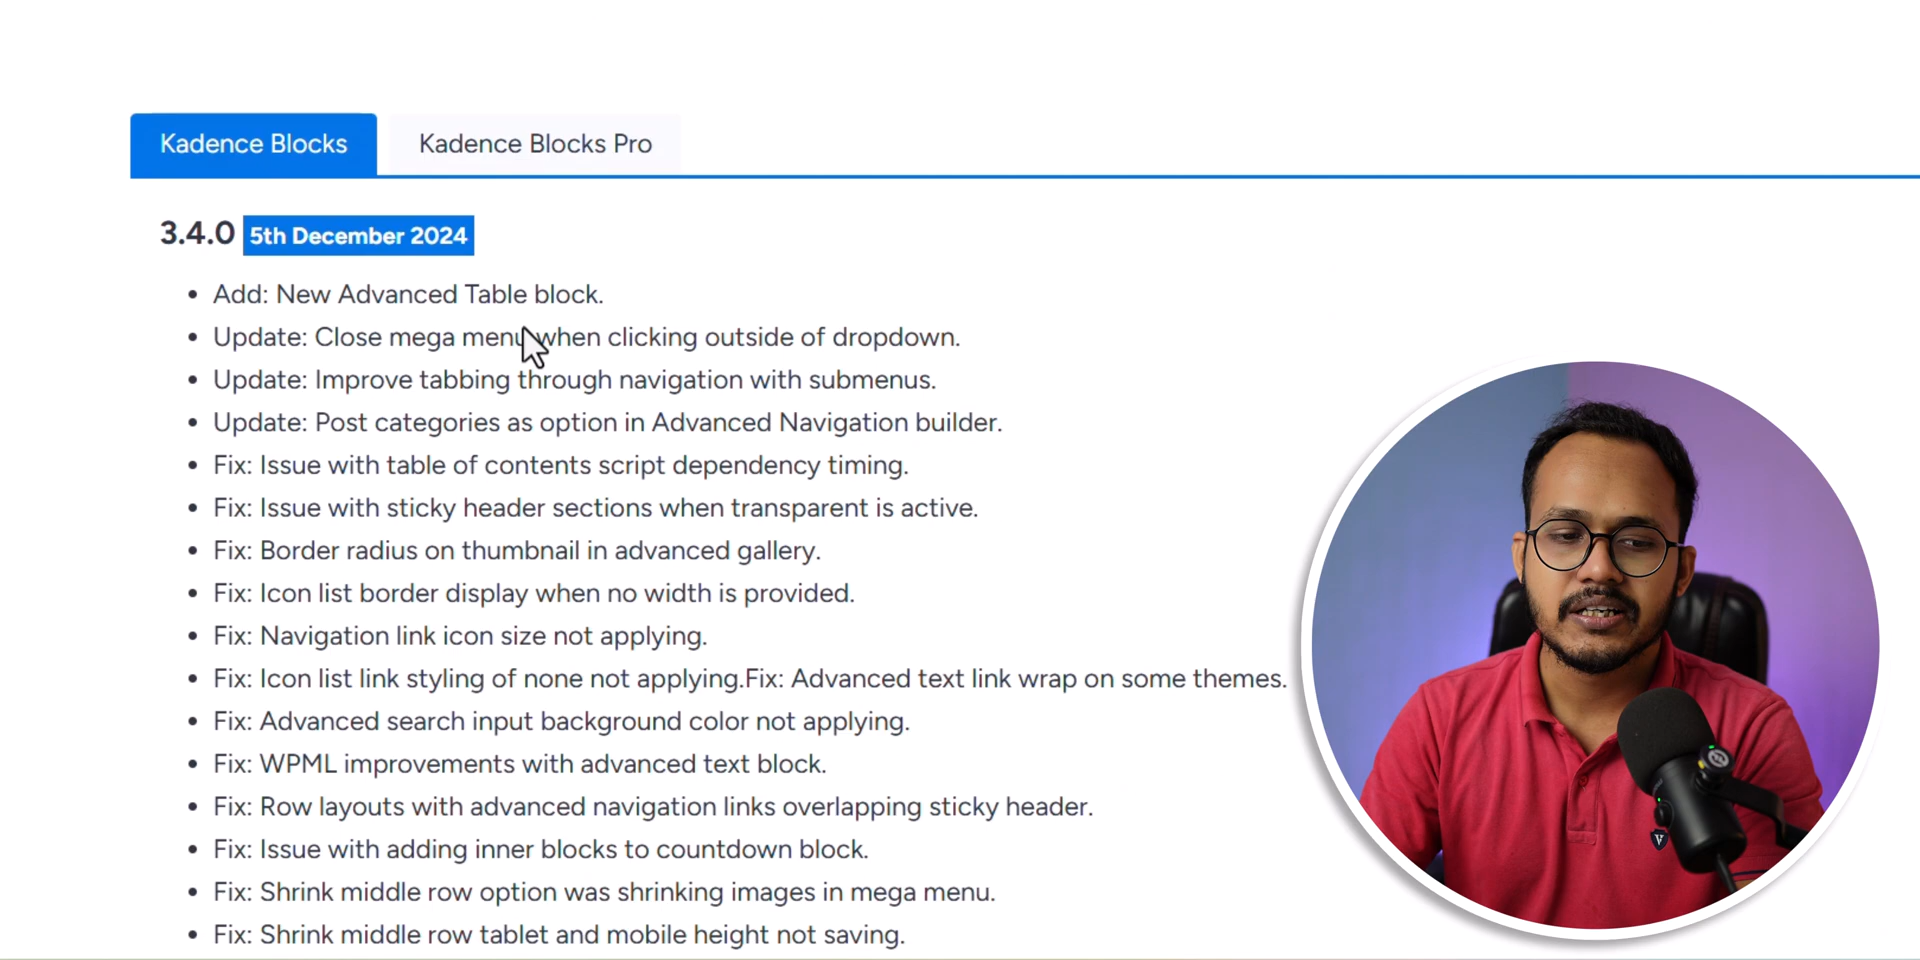 Kadence Blocks
Kadence Blocks Pro
3.4.0 5th December 2024
Add: New Advanced Table block.
Update: Close mega menu when clicking outside of dropdown.
Update: Improve tabbing through navigation with submenus.
Update: Post categories as option in Advanced Navigation builder.
Fix: Issue with table of contents script dependency timing.
Fix: Issue with sticky header sections when transparent is active.
Fix: Border radius on thumbnail in advanced gallery.
Fix: Icon list border display when no width is provided.
Fix: Navigation link icon size not applying.
Fix: Icon list link styling of none not applying.Fix: Advanced text link wrap on some themes.
Fix: Advanced search input background color not applying.
Fix: WPML improvements with advanced text block.
Fix: Row layouts with advanced navigation links overlapping sticky header.
Fix: Issue with adding inner blocks to countdown block.
Fix: Shrink middle row option was shrinking images in mega menu.
Fix: Shrink middle row tablet and mobile height not saving.